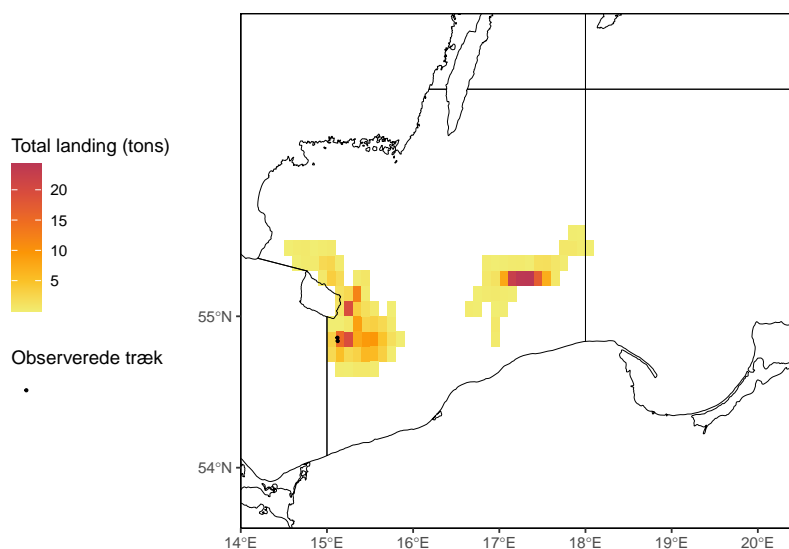 Total landing (tons)
20
15
10
5
Observerede træk
55°N
54°N
14°E
15°E
16°E
17°E
18°E
19°E
20°E